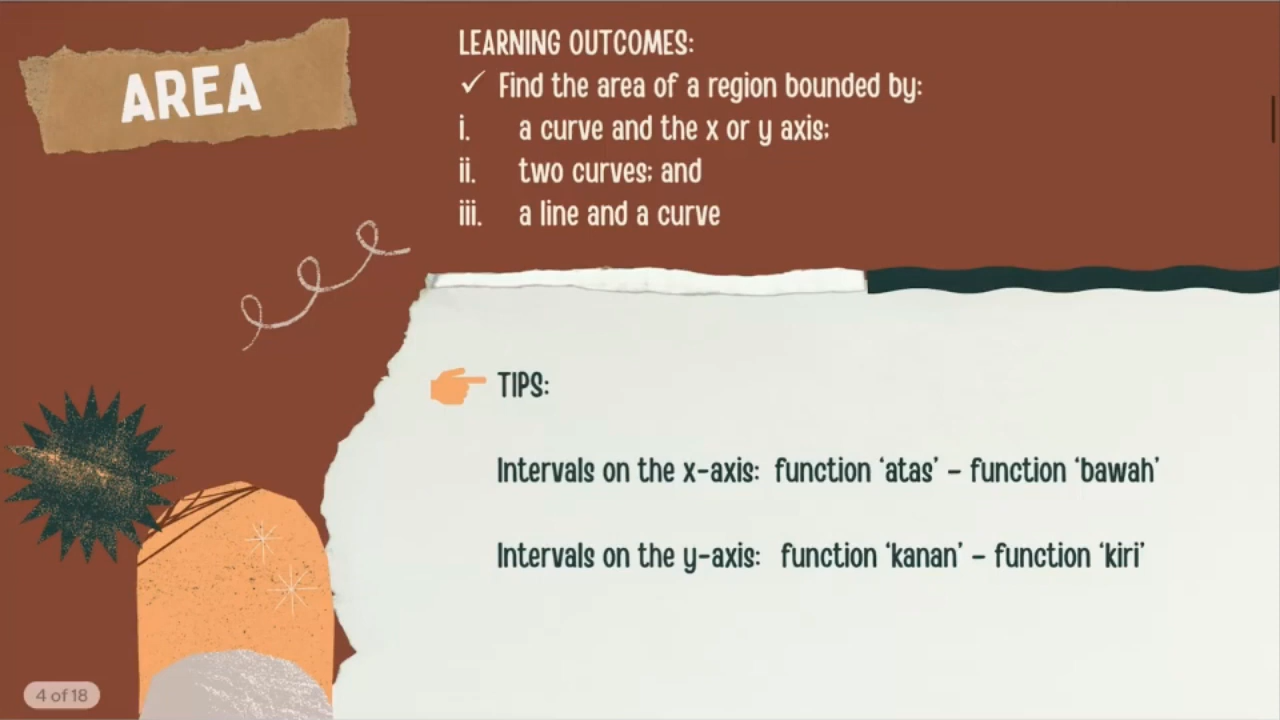 AREA
LEARNING OUTCOMES:
✓ Find the area of a region bounded by:
i. a curve and the x or y axis;
ii. two curves; and
iii. a line and a curve
TIPS:
Intervals on the x-axis: function ‘atas’ – function ‘bawah’
Intervals on the y-axis: function ‘kanan’ – function ‘kiri’
4 of 18